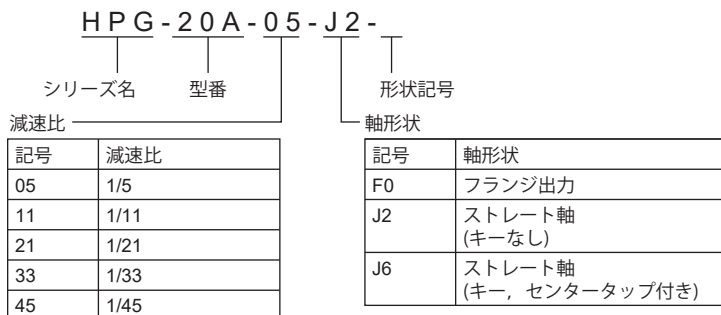 HPG-20A-05-J2-
シリーズ名 型番 形状記号
減速比 軸形状
記号 減速比
05 1/5
11 1/11
21 1/21
33 1/33
45 1/45
記号 軸形状
F0 フランジ出力
J2 ストレート軸
(キーなし)
J6 ストレート軸
(キー，センタータップ付き)